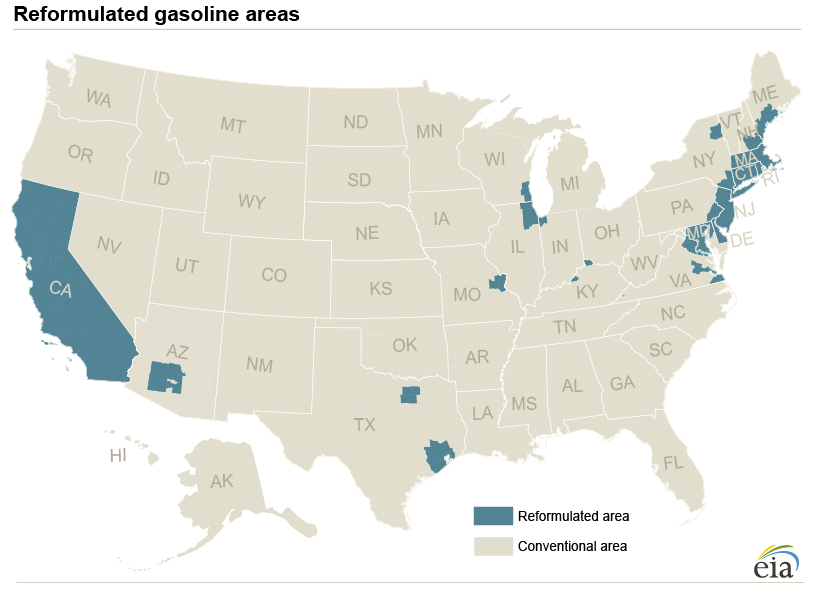 Reformulated gasoline areas
WA
MT
ND
MN
ME
VT
NH
OR
ID
WY
SD
WI
MI
NY
MA
CT
RI
NV
UT
CO
NE
IA
IL
IN
OH
PA
NJ
MD
DE
CA
KS
MO
KY
WV
VA
AZ
NM
OK
AR
TN
NC
SC
TX
LA
MS
AL
GA
FL
HI
AK
Reformulated area
Conventional area
eia